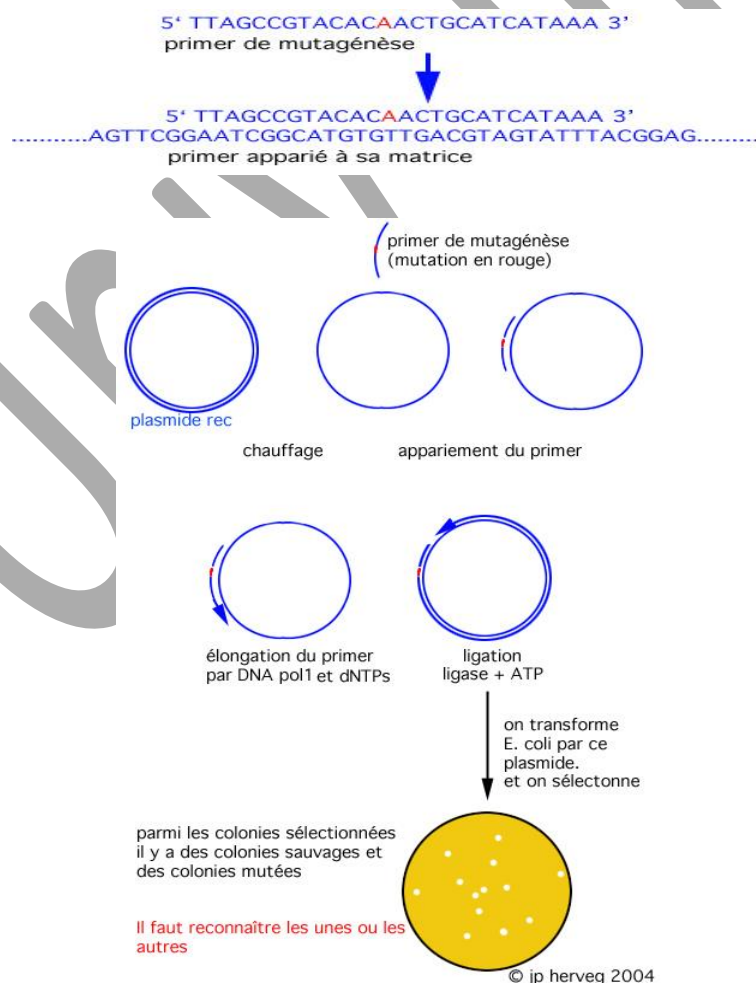 5‘ TTAGCCGTACACAACTGCATCATAAA 3’
primer de mutagénèse
5‘ TTAGCCGTACACAACTGCATCATAAA 3’
...........AGTTCGGAATCGGCATGTGTTGACGTAGTATTTACGGAG.........
primer apparié à sa matrice
primer de mutagénèse
(mutation en rouge)
plasmide rec
chauffage
appariement du primer
élongation du primer
par DNA pol1 et dNTPs
ligation
ligase + ATP
on transforme
E. coli par ce
plasmide.
et on sélectonne
parmi les colonies sélectionnées
il y a des colonies sauvages et
des colonies mutées
Il faut reconnaître les unes ou les
autres
© jp herveg 2004